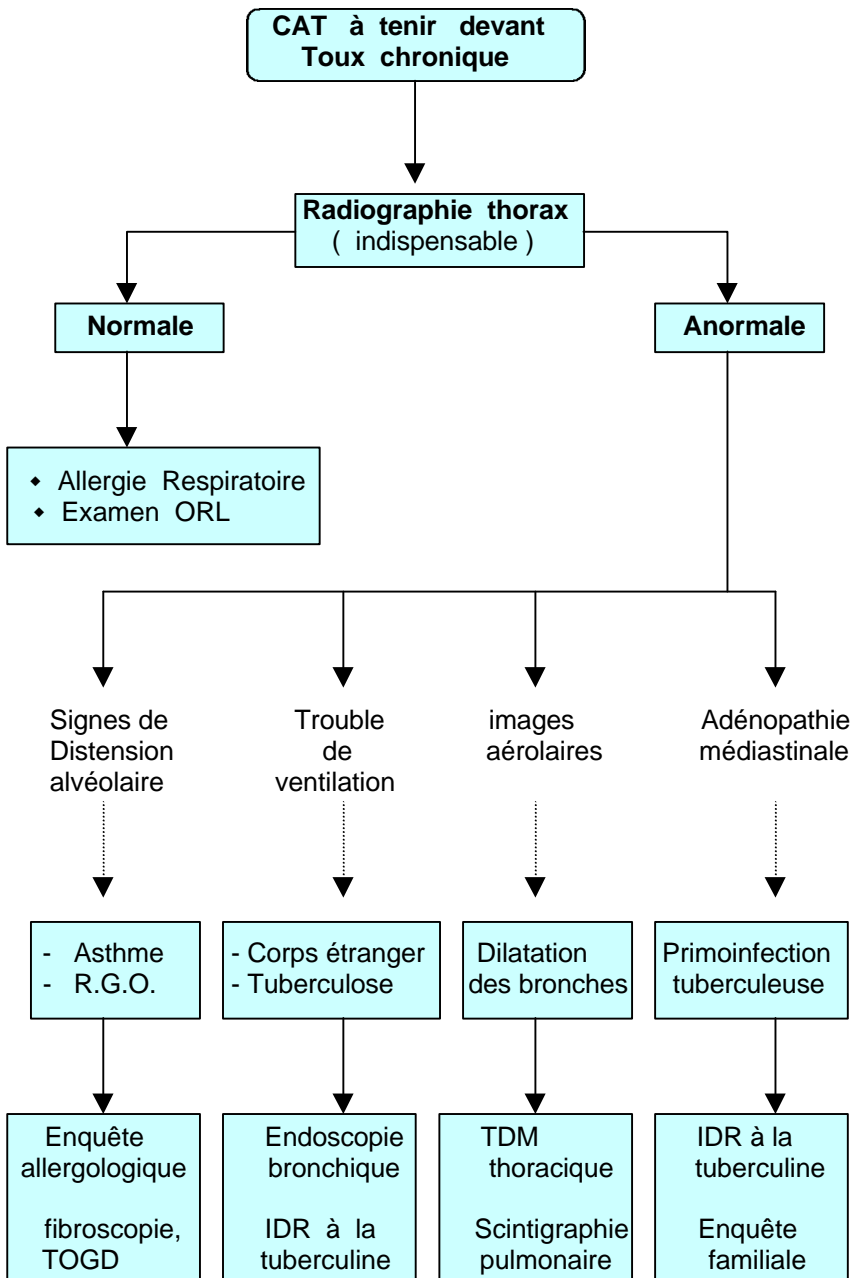 CAT à tenir devant
Toux chronique
Radiographie thorax
( indispensable )
Normale
Anormale
◆ Allergie Respiratoire
◆ Examen ORL
Signes de
Distension
alvéolaire
Trouble
de
ventilation
images
aérolaires
Adénopathie
médiastinale
- Asthme
- R.G.O.
- Corps étranger
- Tuberculose
Dilatation
des bronches
Primoinfection
tuberculeuse
Enquête
allergologique
fibroscopie,
TOGD
Endoscopie
bronchique
IDR à la
tuberculine
TDM
thoracique
Scintigraphie
pulmonaire
IDR à la
tuberculine
Enquête
familiale